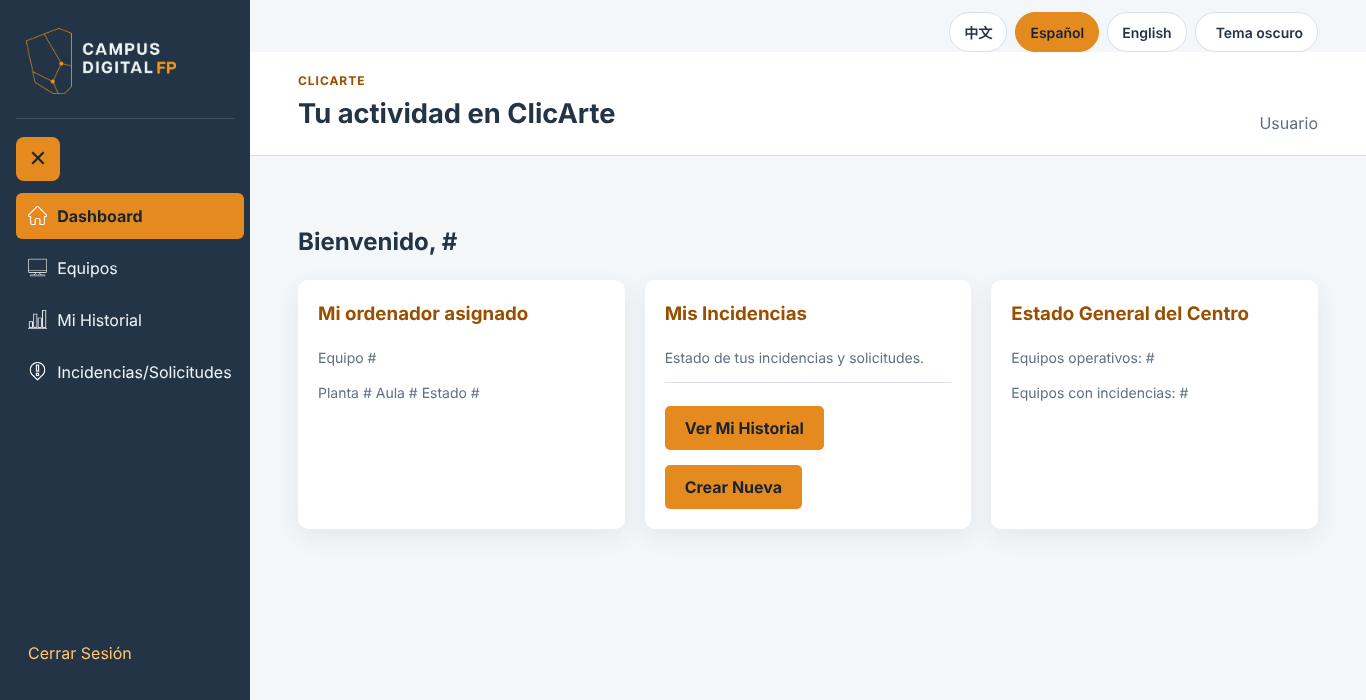 CAMPUS
DIGITAL FP
Dashboard
Equipos
Mi Historial
Incidencias/Solicitudes
Cerrar Sesión
中文
Español
English
Tema oscuro
CLICARTE
Tu actividad en ClicArte
Usuario
Bienvenido, #
Mi ordenador asignado
Equipo #
Planta # Aula # Estado #
Mis Incidencias
Estado de tus incidencias y solicitudes.
Ver Mi Historial
Crear Nueva
Estado General del Centro
Equipos operativos: #
Equipos con incidencias: #